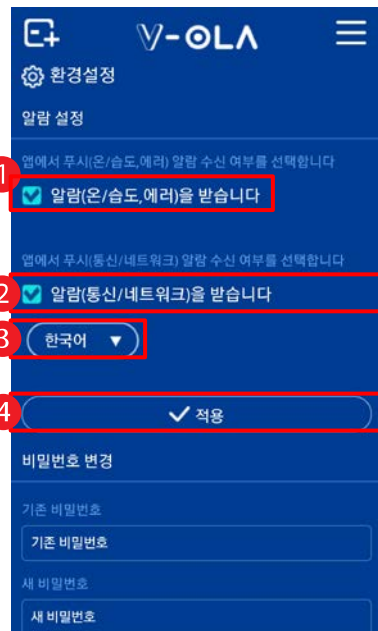 V-OLA
환경설정
알람 설정
앱에서 푸시(온/습도,에러) 알람 수신 여부를 선택합니다
1
알람(온/습도,에러)을 받습니다
앱에서 푸시(통신/네트워크) 알람 수신 여부를 선택합니다
2
알람(통신/네트워크)을 받습니다
3
한국어 ▼
4
적용
비밀번호 변경
기존 비밀번호
기존 비밀번호
새 비밀번호
새 비밀번호